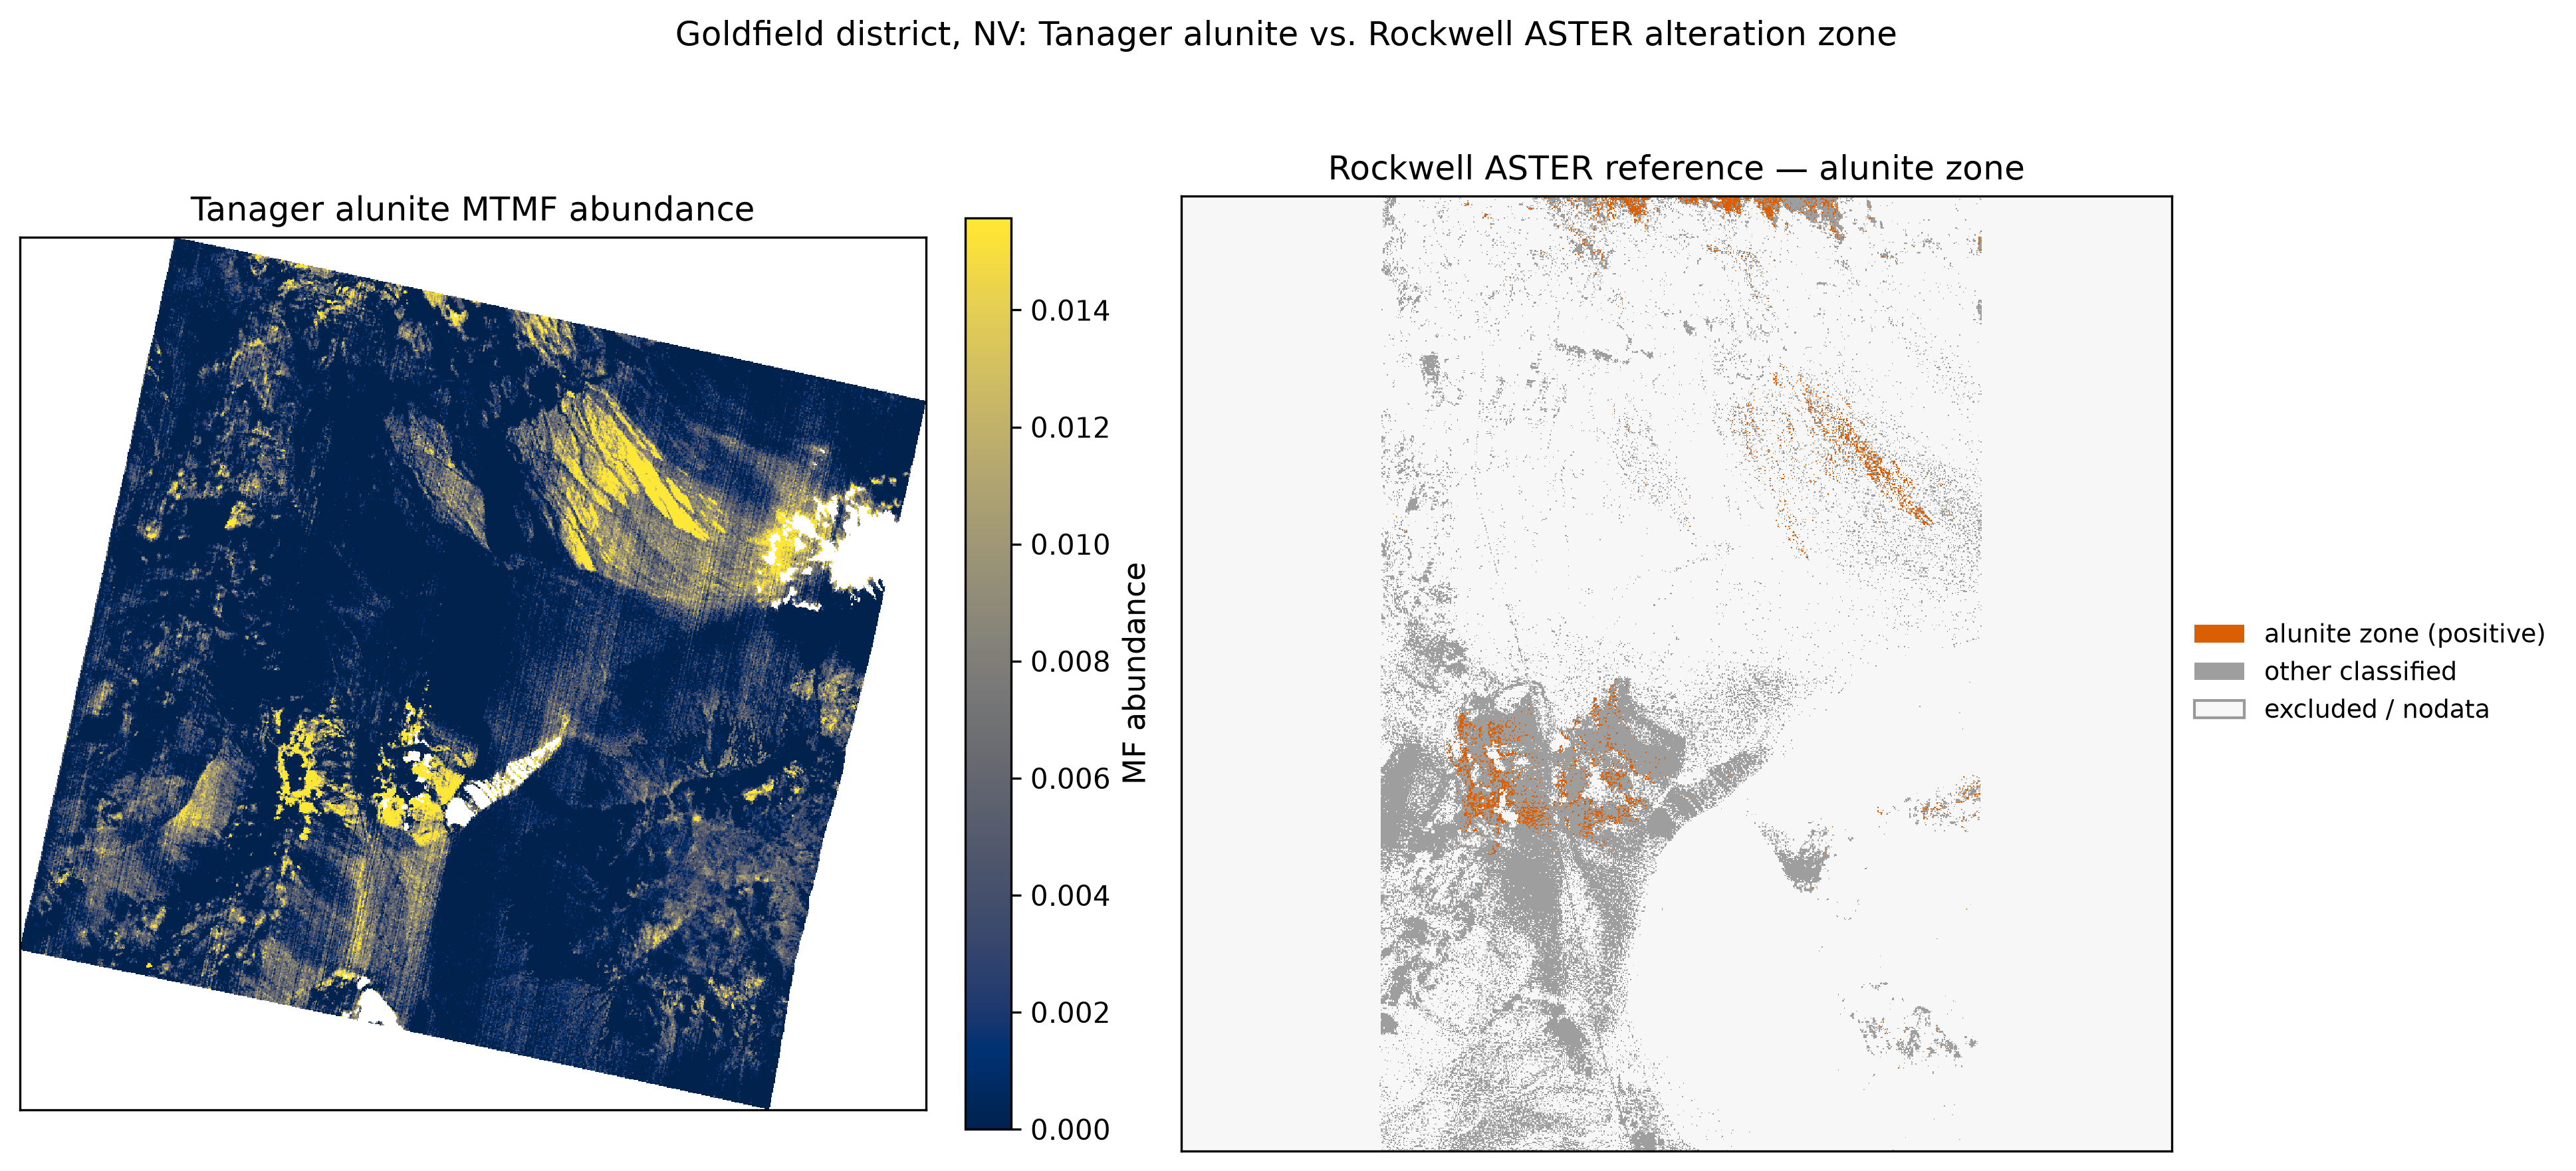 Goldfield district, NV: Tanager alunite vs. Rockwell ASTER alteration zone
Tanager alunite MTMF abundance
0.014
0.012
0.010
0.008
0.006
0.004
0.002
0.000
MF abundance
Rockwell ASTER reference — alunite zone
alunite zone (positive)
other classified
excluded / nodata